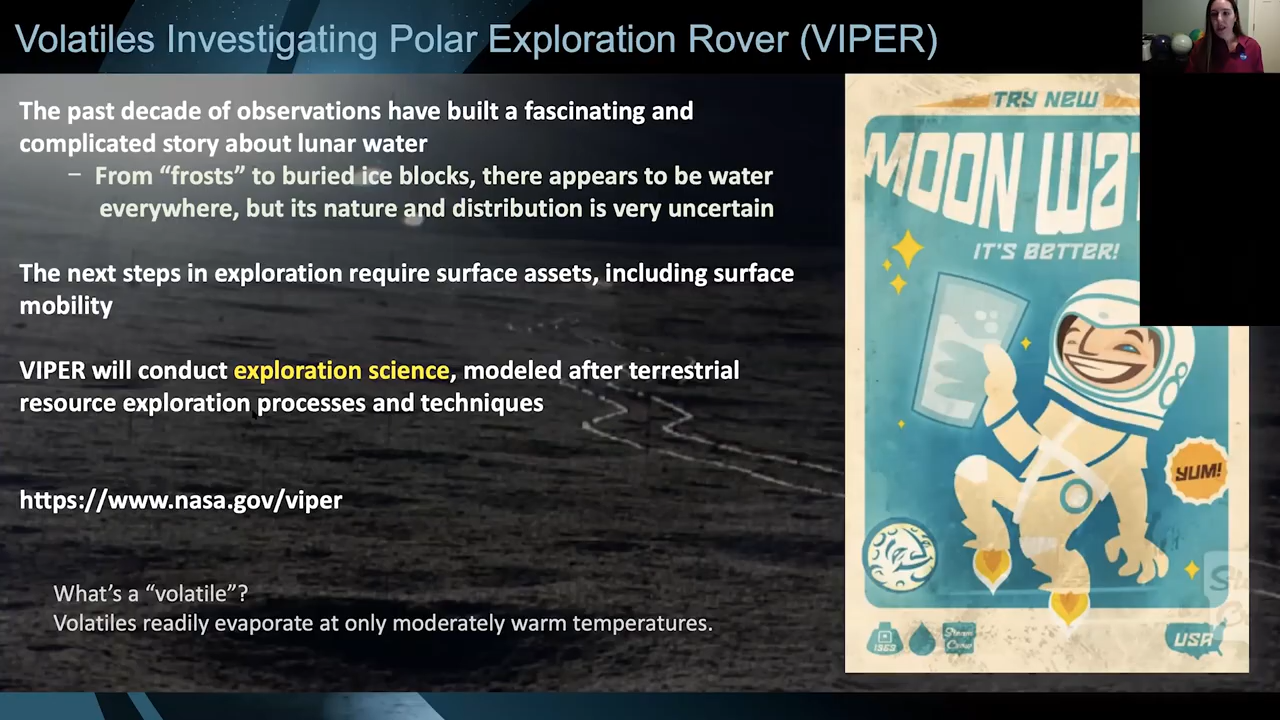 Volatiles Investigating Polar Exploration Rover (VIPER)
The past decade of observations have built a fascinating and
complicated story about lunar water
– From “frosts” to buried ice blocks, there appears to be water
everywhere, but its nature and distribution is very uncertain
The next steps in exploration require surface assets, including surface
mobility
VIPER will conduct exploration science, modeled after terrestrial
resource exploration processes and techniques
https://www.nasa.gov/viper
What’s a “volatile”?
Volatiles readily evaporate at only moderately warm temperatures.
TRY NEW
MOON WAT
IT'S BETTER!
YUM!
1969
Steam
Crow
USA